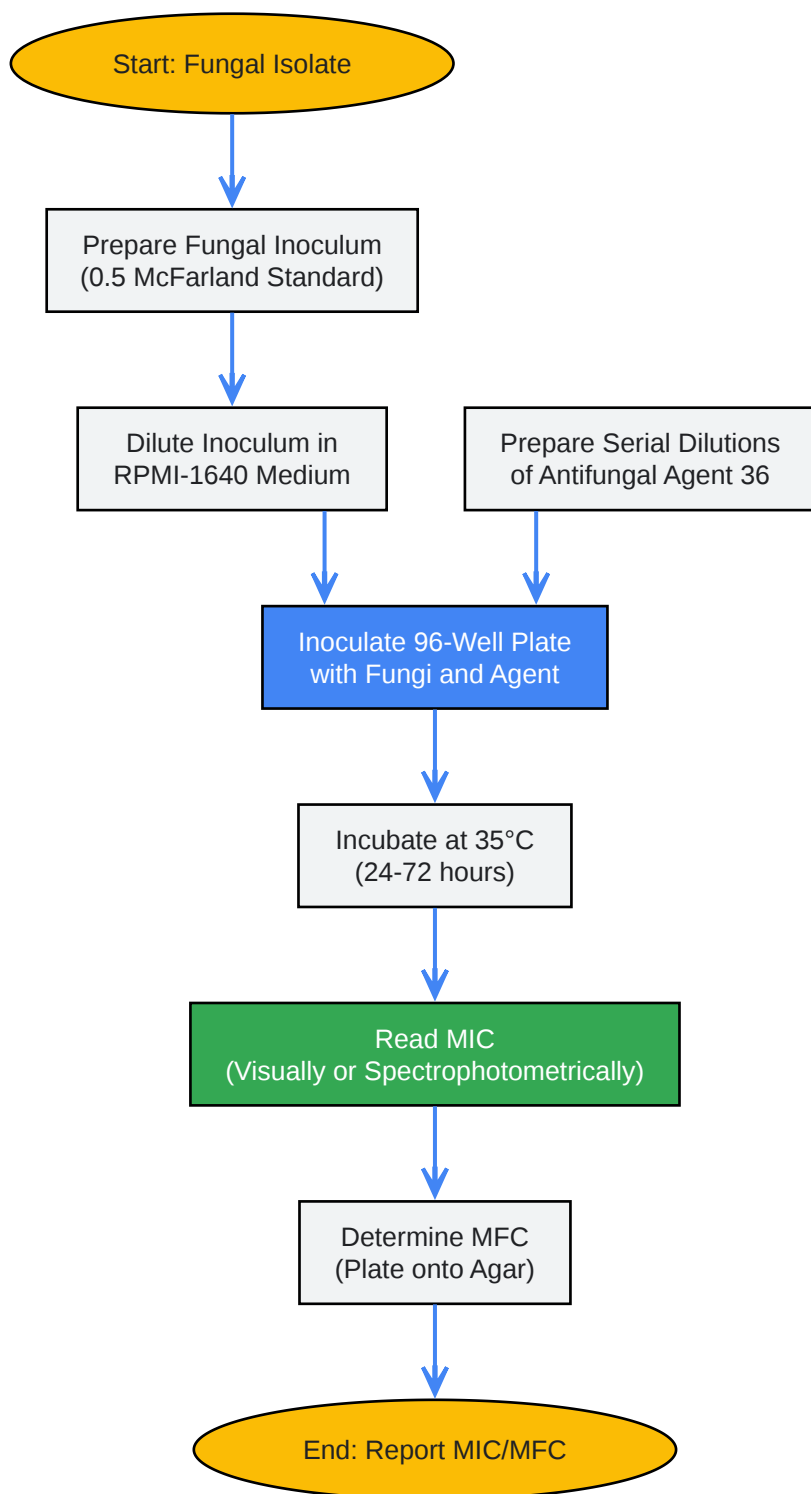 Start: Fungal Isolate
Prepare Fungal Inoculum
(0.5 McFarland Standard)
Dilute Inoculum in
RPMI-1640 Medium
Prepare Serial Dilutions
of Antifungal Agent 36
Inoculate 96-Well Plate
with Fungi and Agent
Incubate at 35°C
(24-72 hours)
Read MIC
(Visually or Spectrophotometrically)
Determine MFC
(Plate onto Agar)
End: Report MIC/MFC